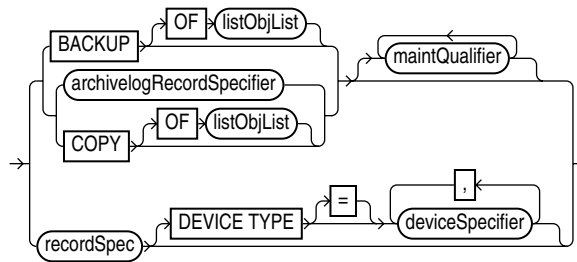 BACKUP OF listObjList
maintQualifier
archivelogRecordSpecifier
COPY OF listObjList
recordSpec DEVICE TYPE = , deviceSpecifier